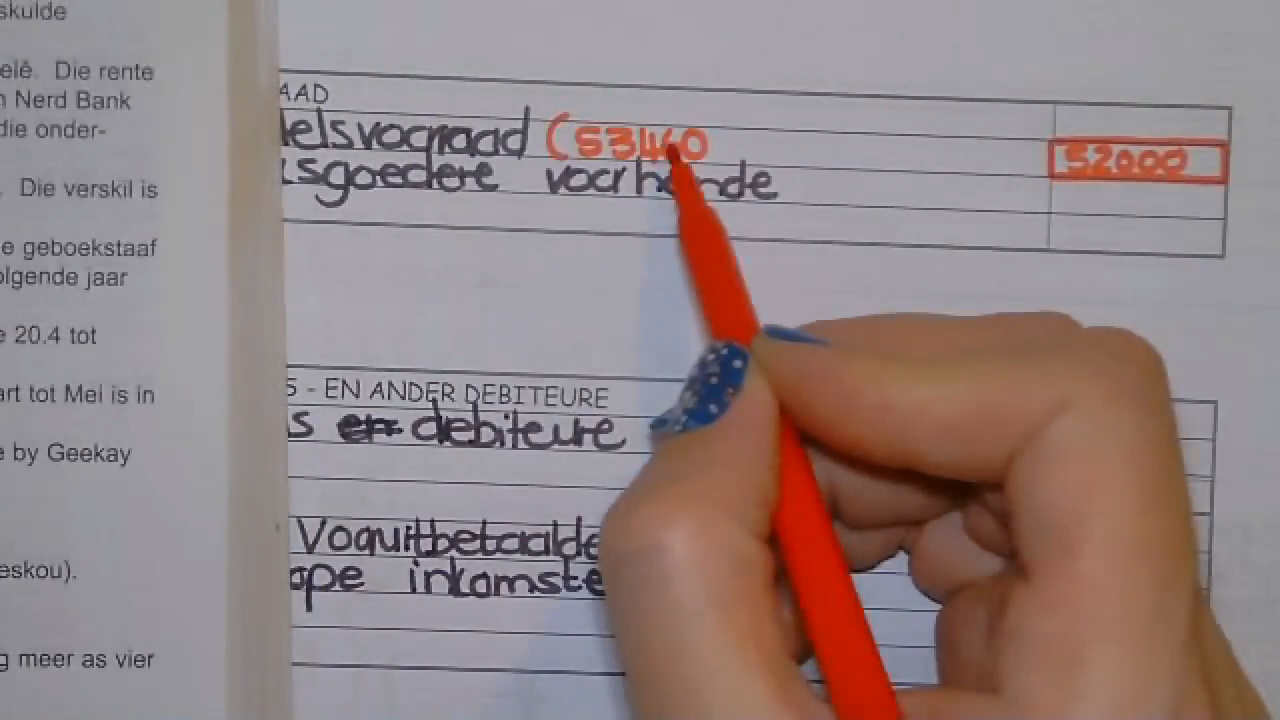 skulde
elê. Die rente
n Nerd Bank
die onder-
. Die verskil is
e geboekstaaf
olgende jaar
e 20.4 tot
art tot Mei is in
e by Geekay
eskou).
g meer as vier
AAD
elsvoorraad (53460
52000
sgoedere voorhande
S - EN ANDER DEBITEURE
s en debiteure
Vooruitbetaalde
ope inkomste